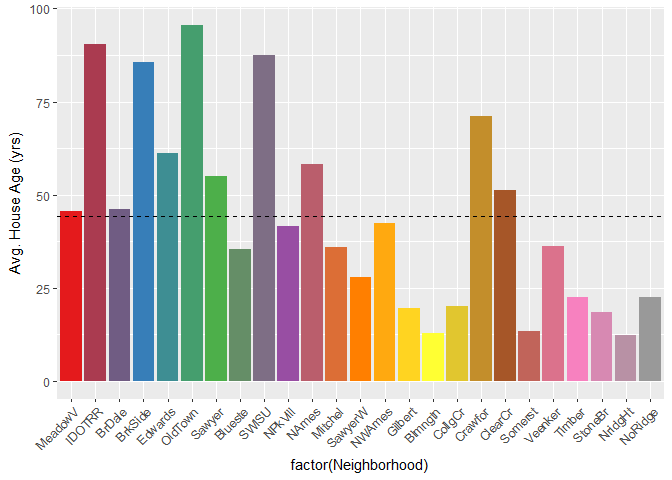 100
75
50
25
0
Avg. House Age (yrs)
MeadowV
IDOTRR
BrDale
BrkSide
Edwards
OldTown
Sawyer
Blueste
SWISU
NPkVill
NAmes
Mitchel
SawyerW
NWAmes
Gilbert
Blmngtn
CollgCr
Crawfor
ClearCr
Somerst
Veenker
Timber
StoneBr
NridgHt
NoRidge
factor(Neighborhood)